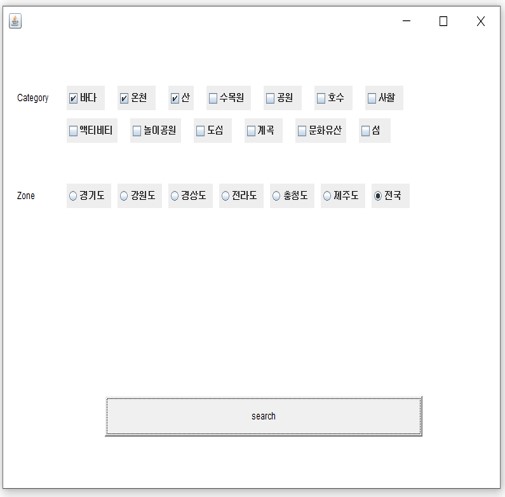 Category 바다 온천 산 수목원 공원 호수 사찰
액티비티 놀이공원 도심 계곡 문화유산 섬
Zone 경기도 강원도 경상도 전라도 충청도 제주도 전국
search